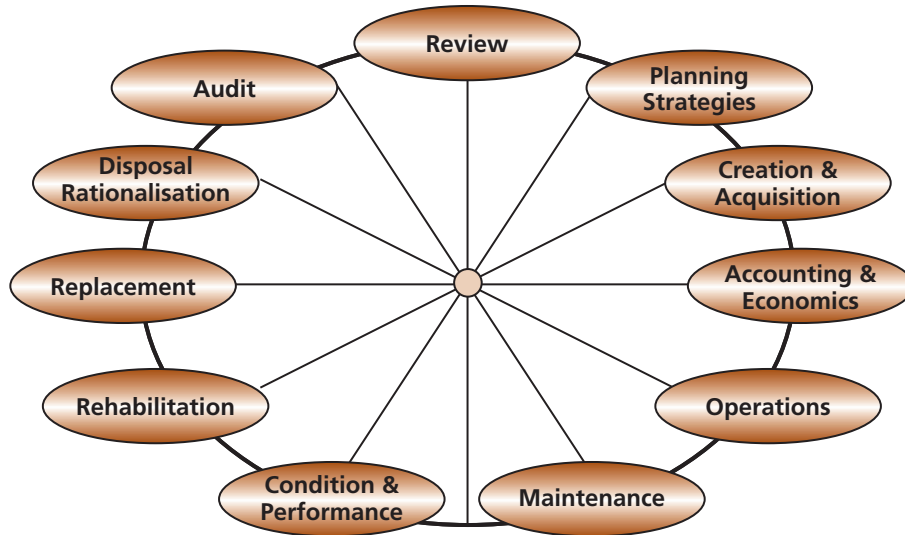 Review
Planning
Strategies
Creation &
Acquisition
Accounting &
Economics
Operations
Maintenance
Condition &
Performance
Rehabilitation
Replacement
Disposal
Rationalisation
Audit